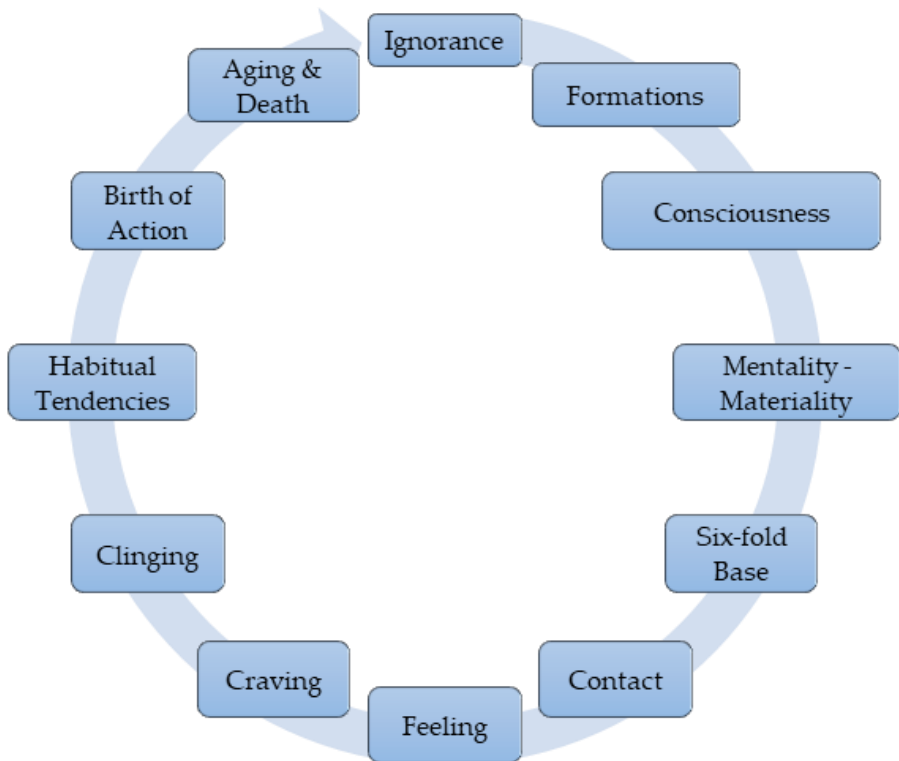 Ignorance
Formations
Consciousness
Mentality -
Materiality
Six-fold
Base
Contact
Feeling
Craving
Clinging
Habitual
Tendencies
Birth of
Action
Aging &
Death